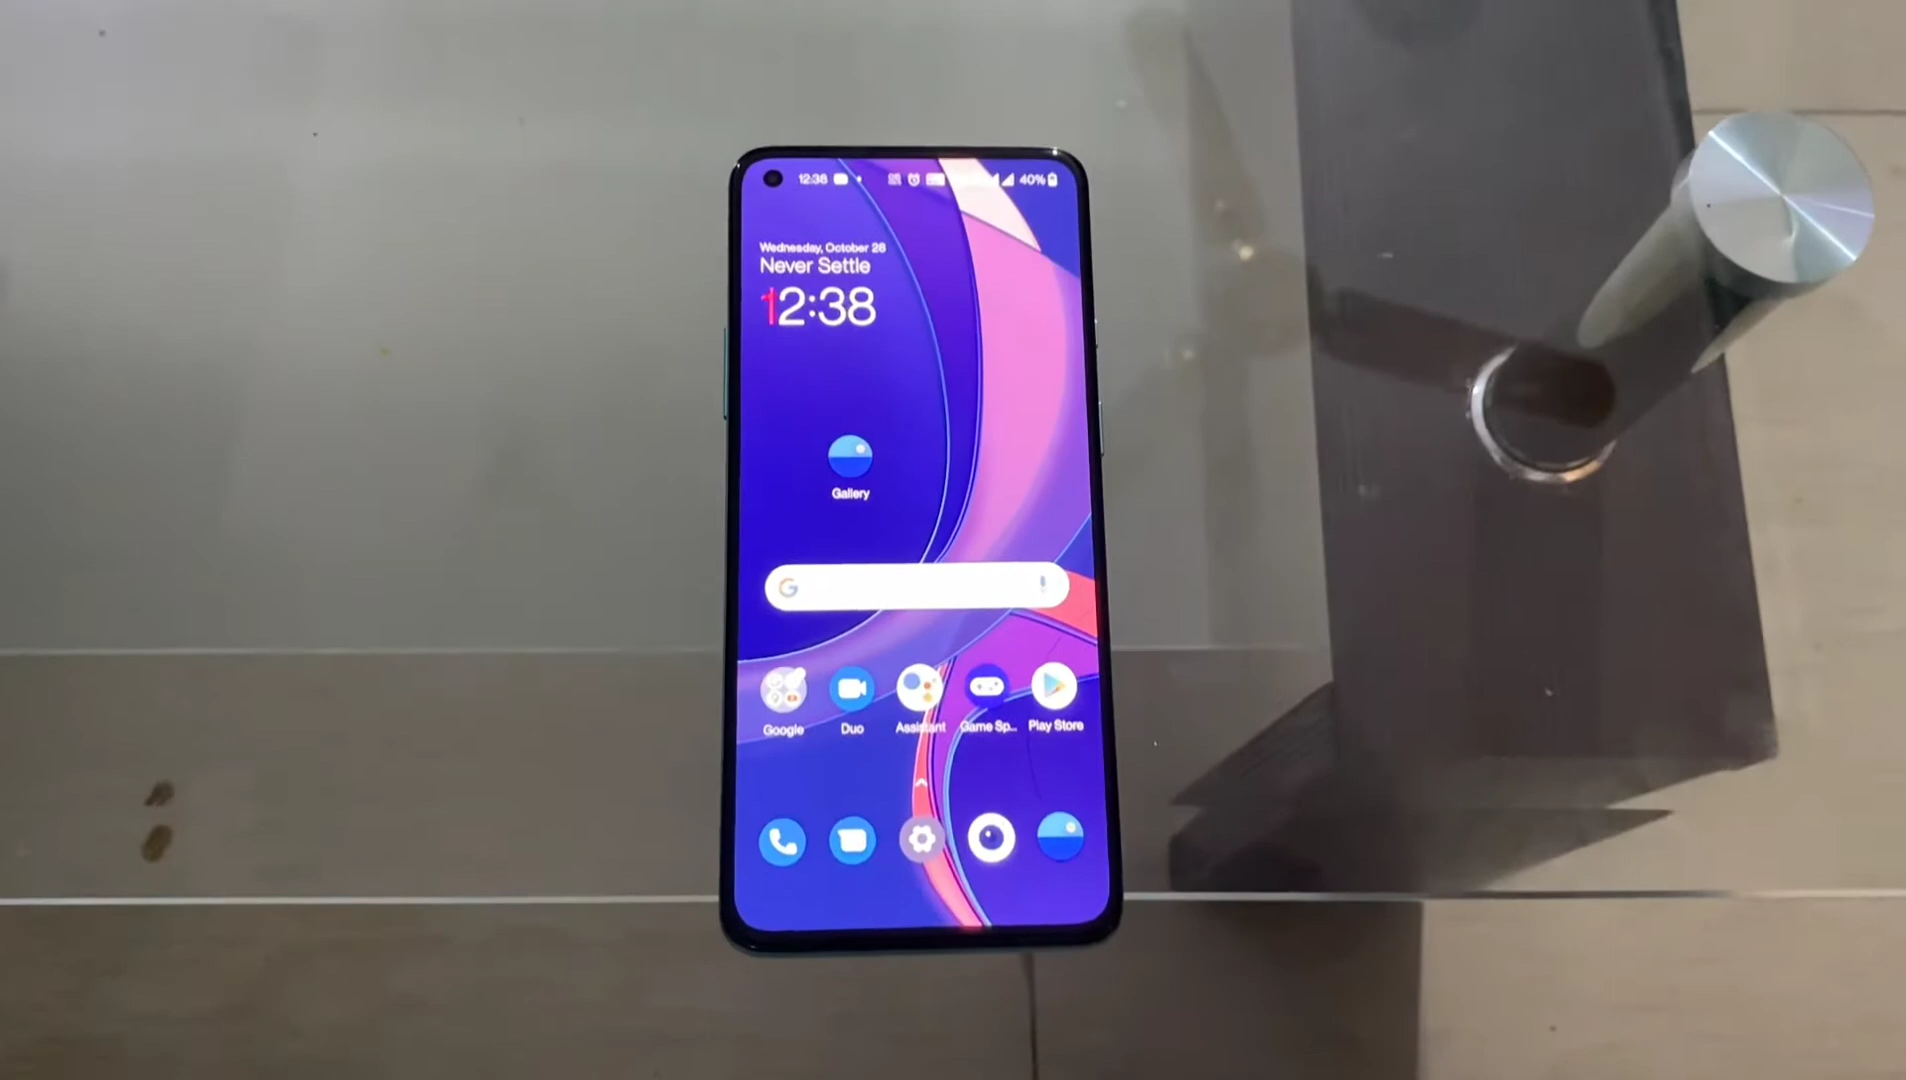 12:38
40%
Wednesday, October 28
Never Settle
12:38
Gallery
G
Google
Duo
Assistant
Game Sp...
Play Store